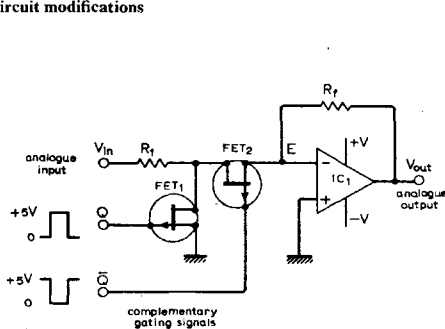 ircuit modifications
Vin
R1
FET2
Rf
E
+V
Vout
analogue
input
FET1
−
IC1
+
analogue
output
−V
+5V
0
Q
+5V
0
Q̄
complementary
gating signals